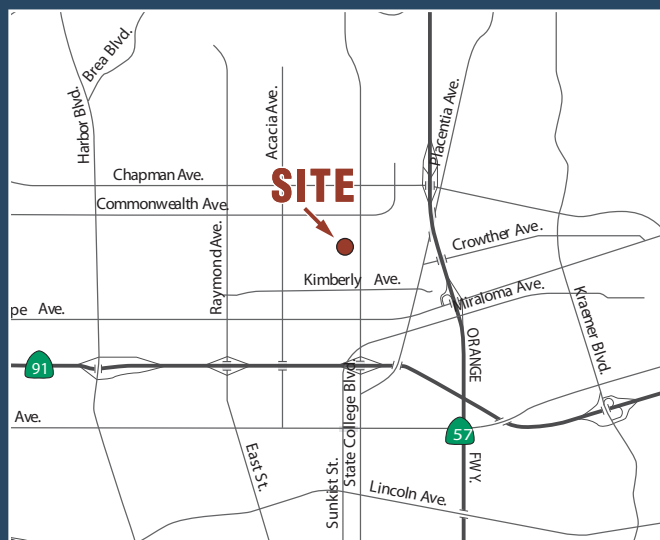 Brea Blvd.
Harbor Blvd.
Acacia Ave.
Placentia Ave.
Chapman Ave.
SITE
Commonwealth Ave.
Raymond Ave.
Crowther Ave.
Kimberly Ave.
Miraloma Ave.
pe Ave.
Kraemer Blvd.
ORANGE
91
State College Blvd.
Ave.
57
East St.
FWY.
Sunkist St.
Lincoln Ave.